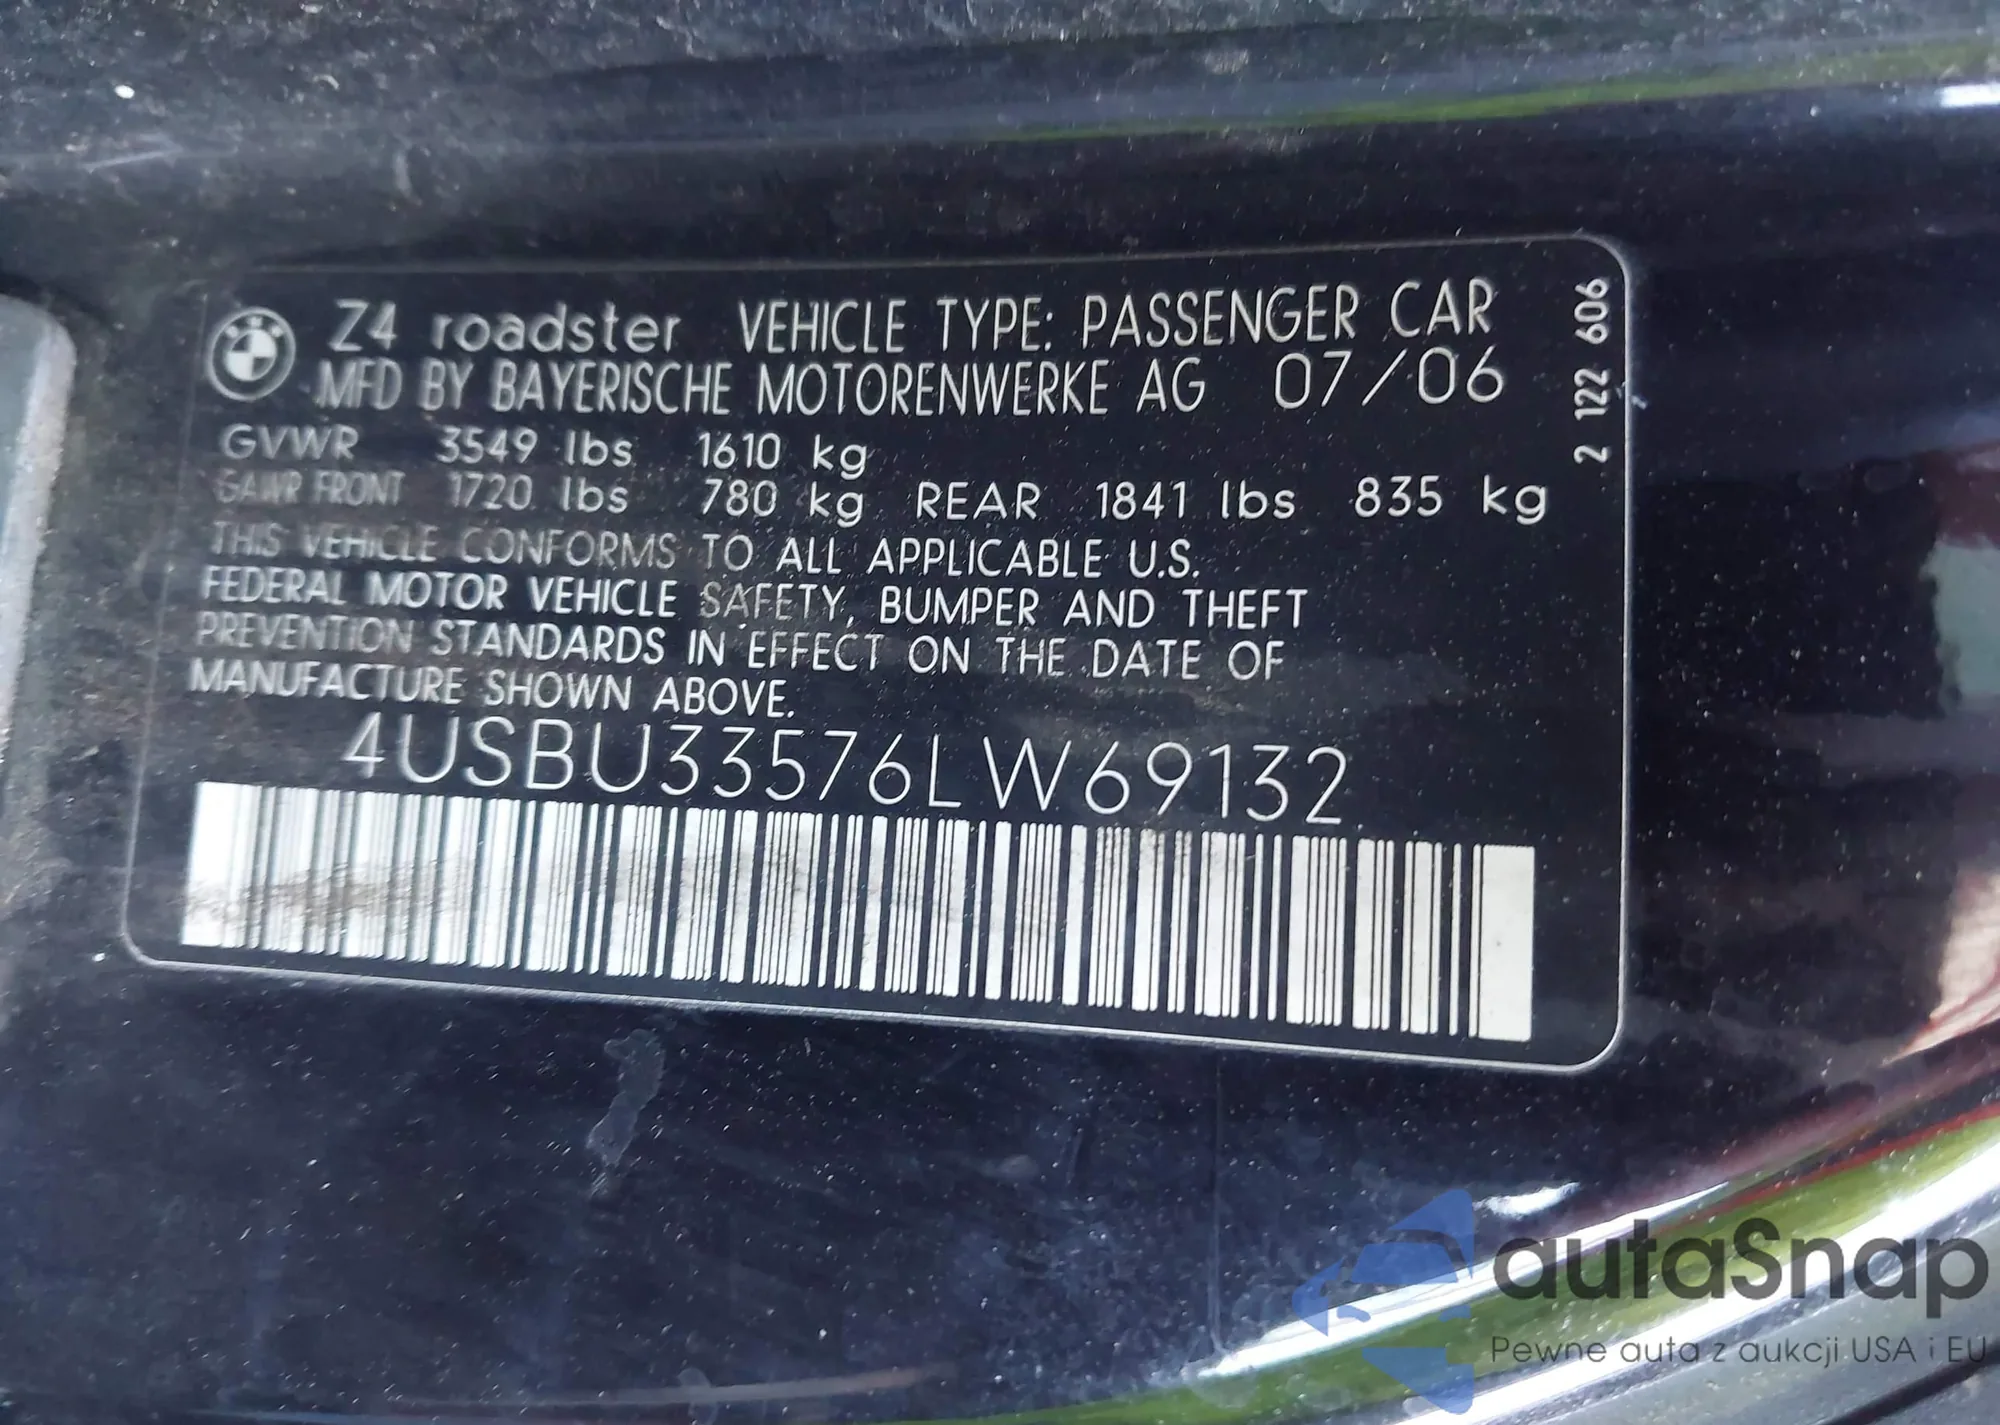 Z4 roadster VEHICLE TYPE: PASSENGER CAR
MFD BY BAYERISCHE MOTORENWERKE AG 07/06
GVWR 3549 lbs 1610 kg
GAWR FRONT 1720 lbs 780 kg REAR 1841 lbs 835 kg
THIS VEHICLE CONFORMS TO ALL APPLICABLE U.S.
FEDERAL MOTOR VEHICLE SAFETY, BUMPER AND THEFT
PREVENTION STANDARDS IN EFFECT ON THE DATE OF
MANUFACTURE SHOWN ABOVE.
4USBU33576LW69132
2 122 606
autaSnap
Pewne auta z aukcji USA i EU